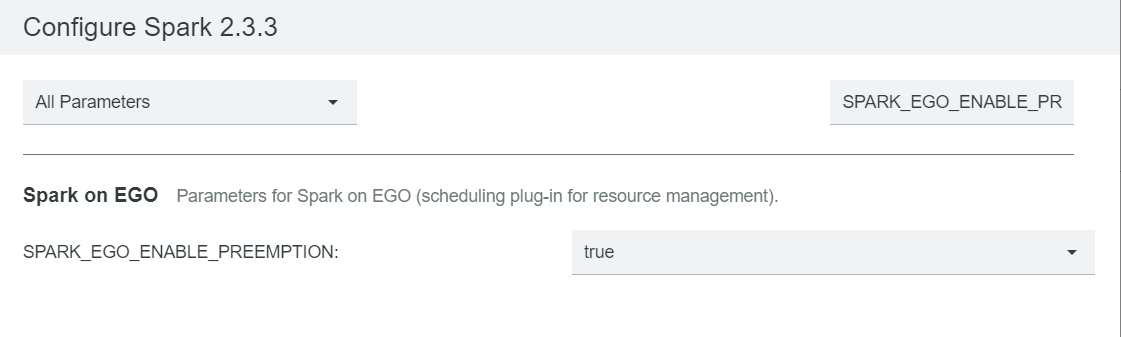 Configure Spark 2.3.3
All Parameters
SPARK_EGO_ENABLE_PR
Spark on EGO Parameters for Spark on EGO (scheduling plug-in for resource management).
SPARK_EGO_ENABLE_PREEMPTION: true